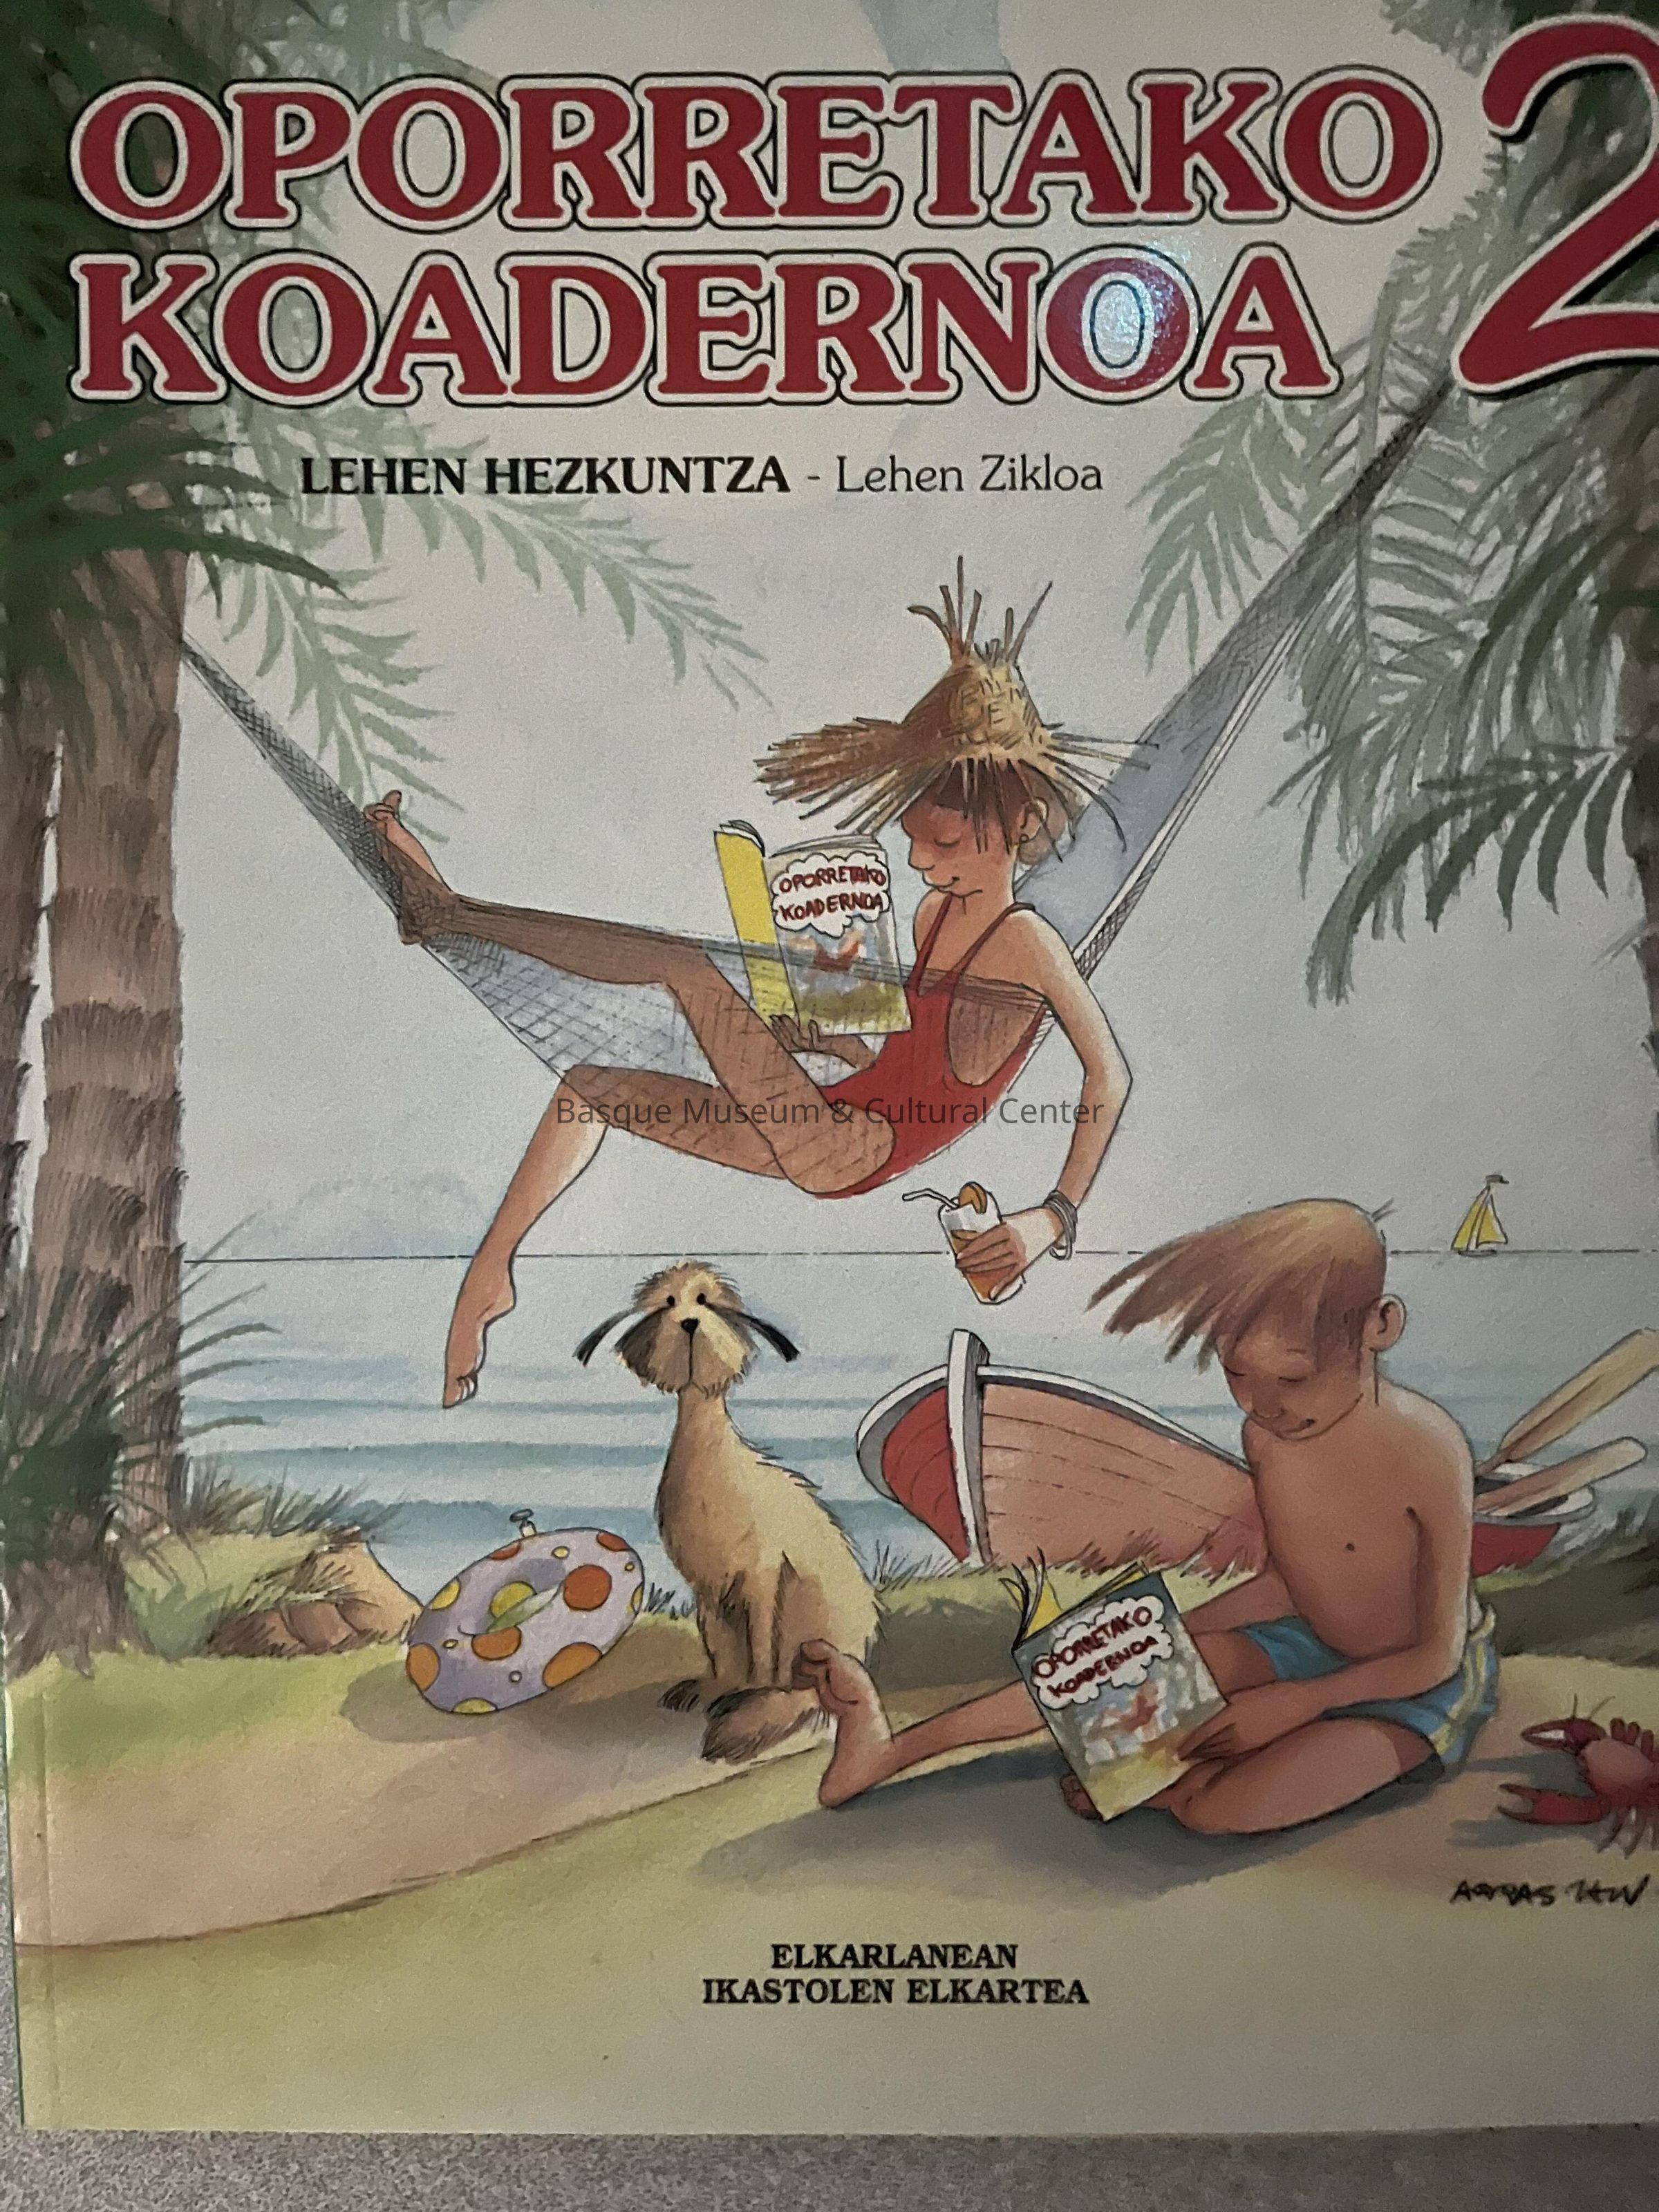 OPORRETAKO 2
KOADERNOA
LEHEN HEZKUNTZA - Lehen Zikloa
OPORRETAKO
KOADERNOA
Basque Museum & Cultural Center
OPORRETAKO
KOADERNOA
ELKARLANEAN
IKASTOLEN ELKARTEA